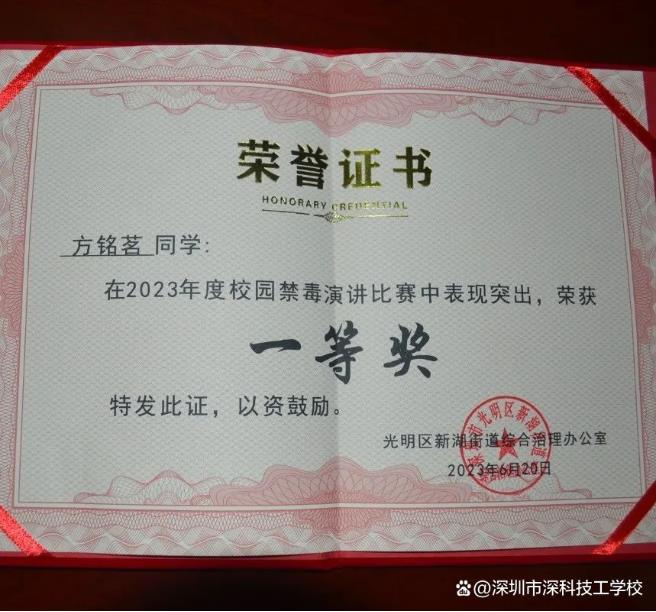 荣誉证书
HONORARY CREDENTIAL
方铭茗 同学:
在2023年度校园禁毒演讲比赛中表现突出，荣获
一等奖
特发此证，以资鼓励。
光明区新湖街道综合治理办公室
2023年6月20日
@深圳市深科技工学校